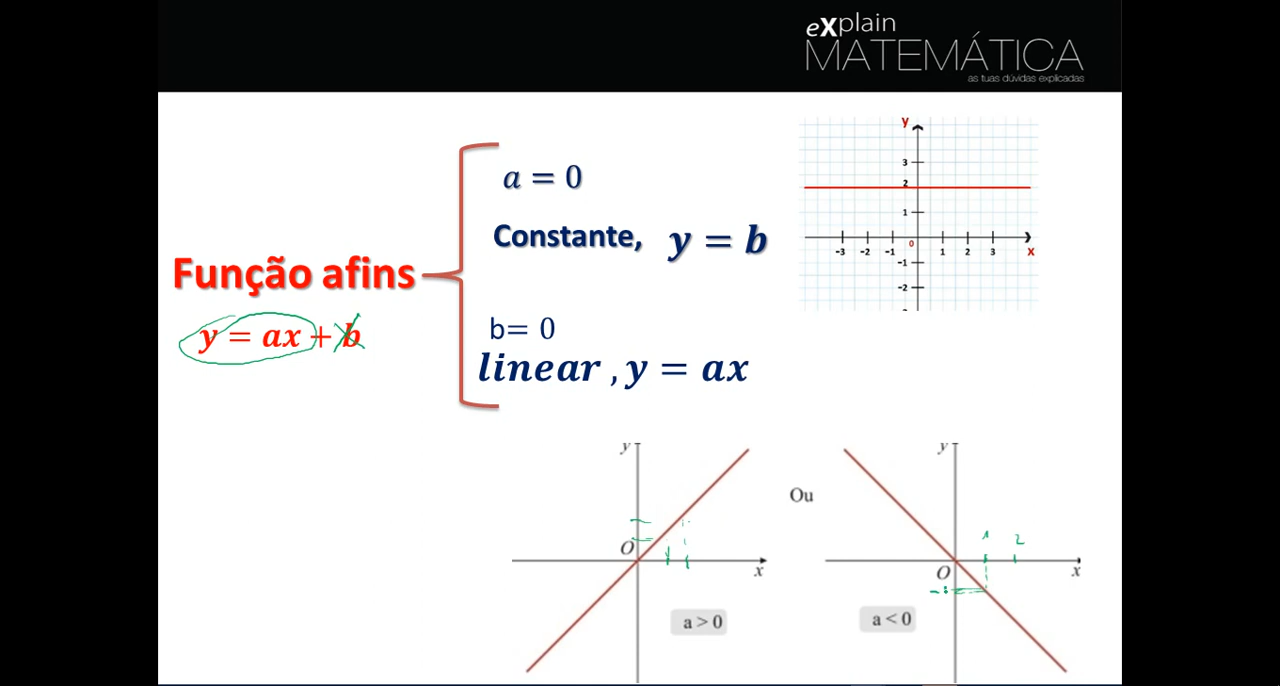 eXplain
MATEMÁTICA
as tuas dúvidas explicadas
Função afins
y = ax + b
a = 0
Constante, y = b
b= 0
linear , y = ax
y
3
2
1
-3 -2 -1 0 1 2 3 x
-1
-2
y
O
x
a > 0
Ou
y
1 2
O
x
a < 0